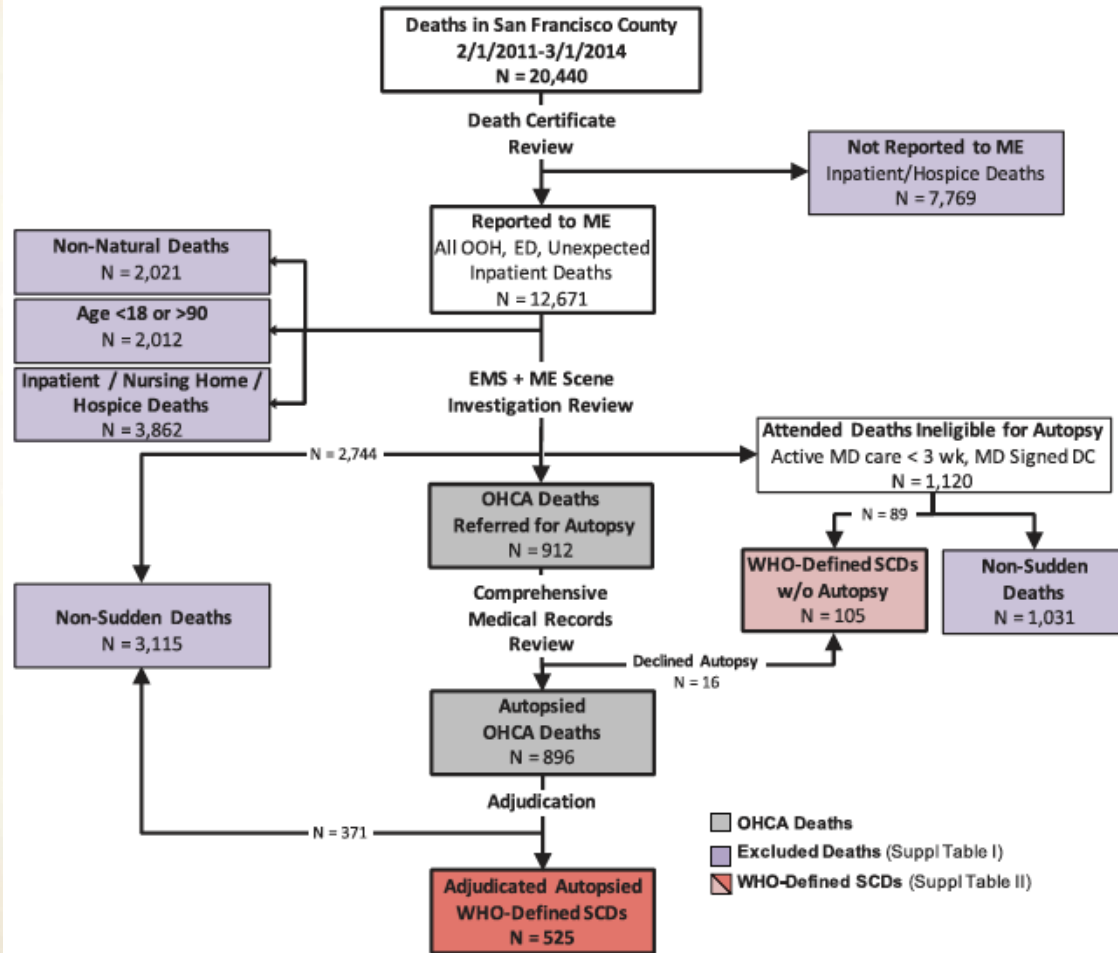 Deaths in San Francisco County
2/1/2011-3/1/2014
N = 20,440
Death Certificate
Review
Not Reported to ME
Inpatient/Hospice Deaths
N = 7,769
Reported to ME
All OOH, ED, Unexpected
Inpatient Deaths
N = 12,671
Non-Natural Deaths
N = 2,021
Age <18 or >90
N = 2,012
Inpatient / Nursing Home /
Hospice Deaths
N = 3,862
EMS + ME Scene
Investigation Review
N = 2,744
Attended Deaths Ineligible for Autopsy
Active MD care < 3 wk, MD Signed DC
N = 1,120
OHCA Deaths
Referred for Autopsy
N = 912
N = 89
WHO-Defined SCDs
w/o Autopsy
N = 105
Non-Sudden
Deaths
N = 1,031
Non-Sudden Deaths
N = 3,115
Comprehensive
Medical Records
Review
Declined Autopsy
N = 16
Autopsied
OHCA Deaths
N = 896
Adjudication
N = 371
Adjudicated Autopsied
WHO-Defined SCDs
N = 525
OHCA Deaths
Excluded Deaths (Suppl Table I)
WHO-Defined SCDs (Suppl Table II)